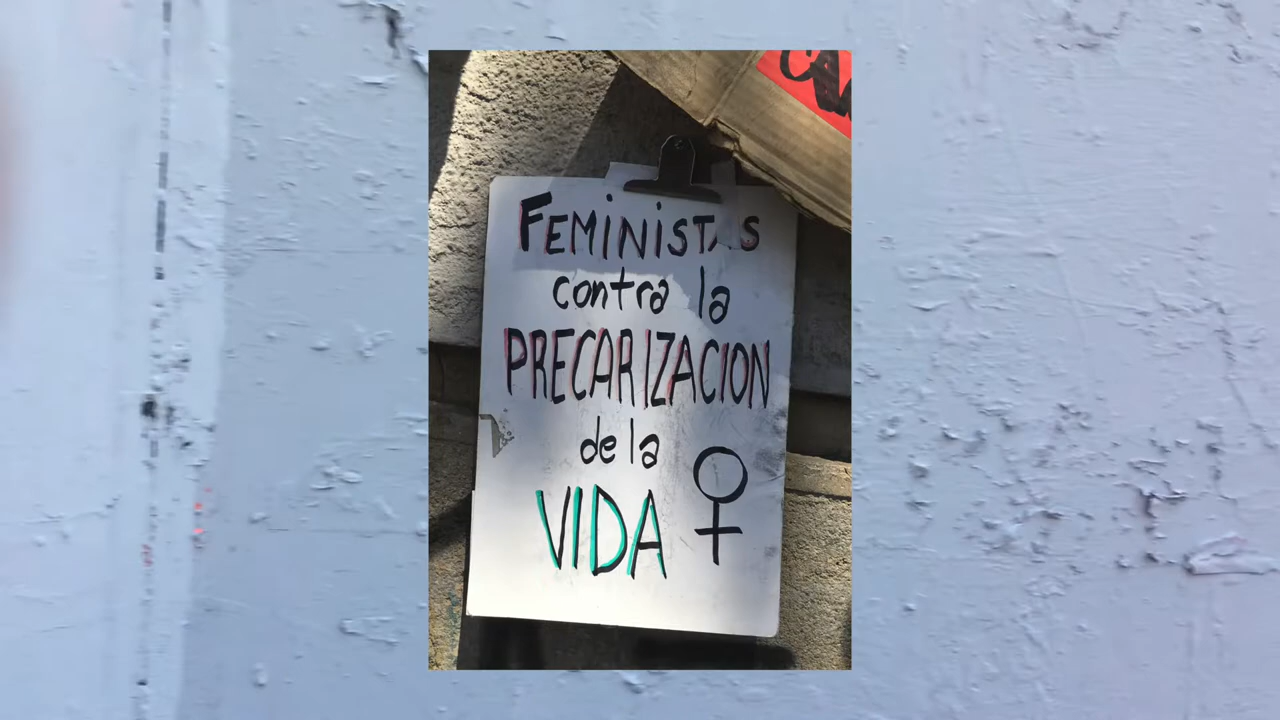 FEMINISTAS
contra la
PRECARIZACION
de la
VIDA